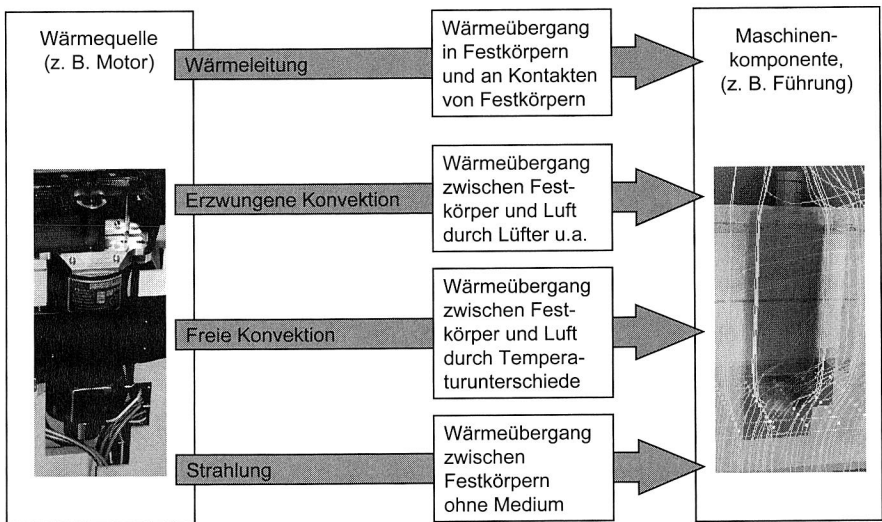 Wärmequelle
(z. B. Motor)
Wärmeleitung
Wärmeübergang
in Festkörpern
und an Kontakten
von Festkörpern
Maschinen-
komponente,
(z. B. Führung)
Erzwungene Konvektion
Wärmeübergang
zwischen Fest-
körper und Luft
durch Lüfter u.a.
Freie Konvektion
Wärmeübergang
zwischen Fest-
körper und Luft
durch Tempera-
turunterschiede
Strahlung
Wärmeübergang
zwischen
Festkörpern
ohne Medium